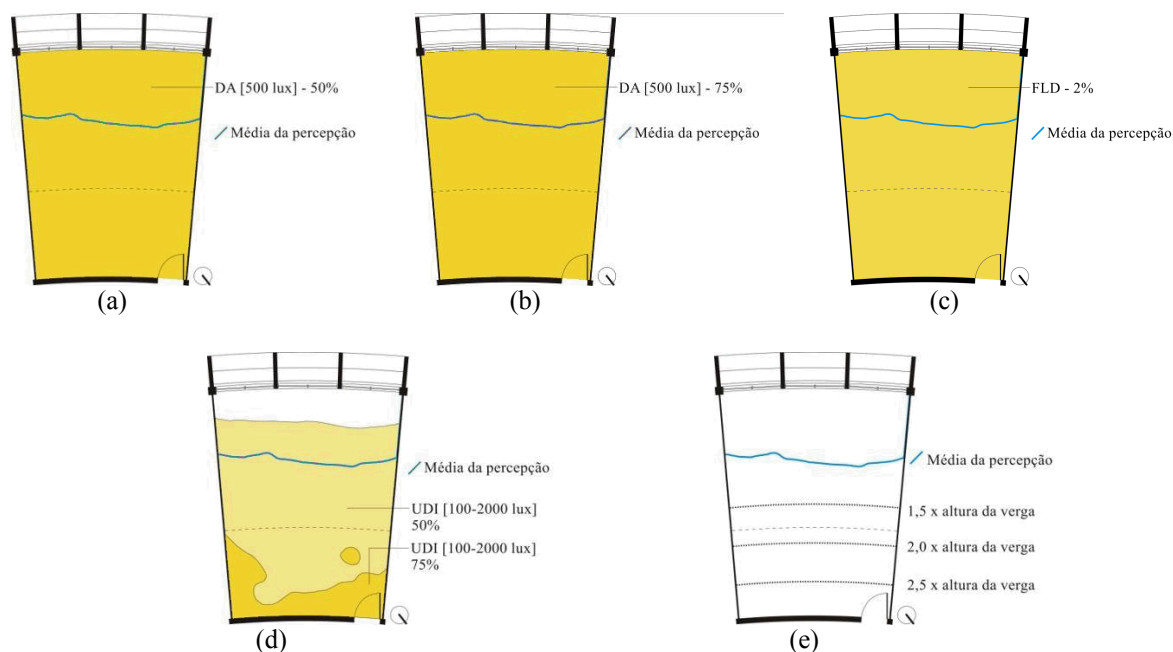 DA [500 lux] - 50%
Média da percepção
(a)
DA [500 lux] - 75%
Média da percepção
(b)
FLD - 2%
Média da percepção
(c)
Média da percepção
UDI [100-2000 lux]
50%
UDI [100-2000 lux]
75%
(d)
Média da percepção
1,5 x altura da verga
2,0 x altura da verga
2,5 x altura da verga
(e)